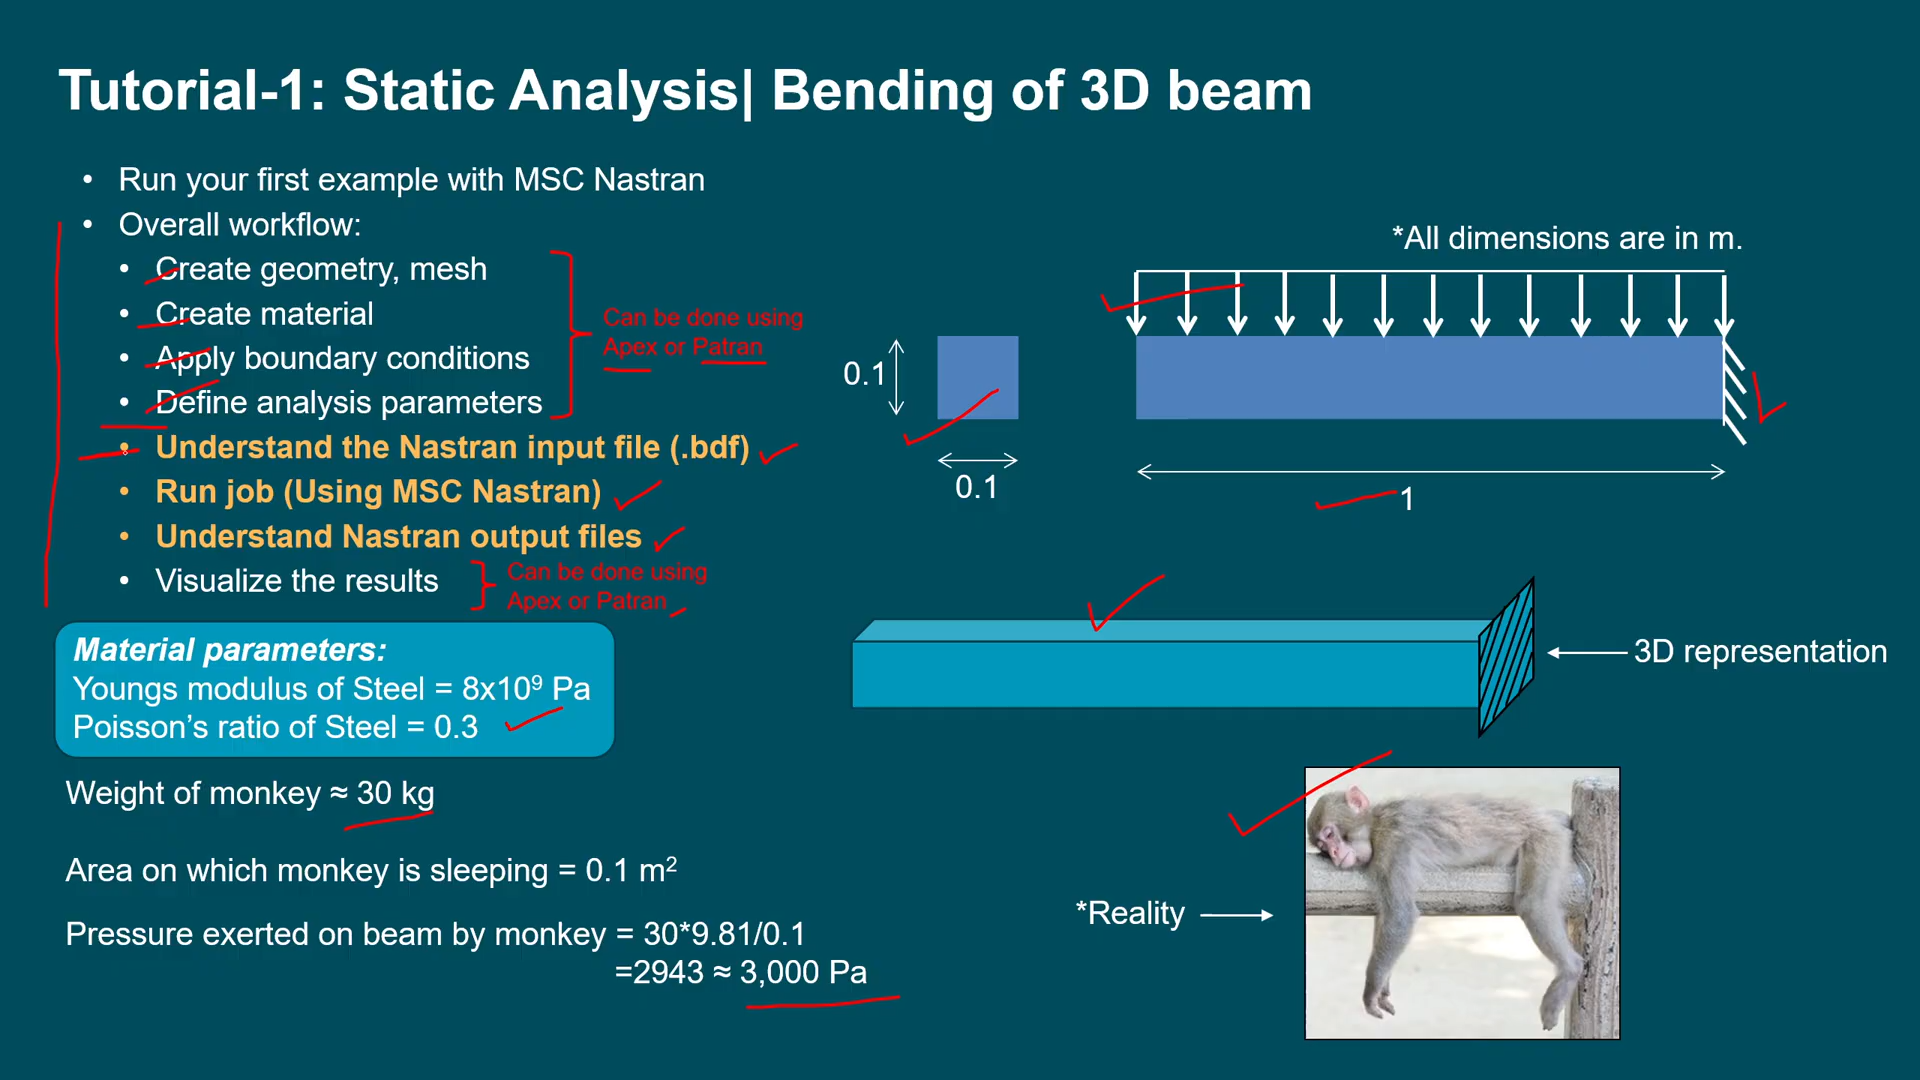 Tutorial-1: Static Analysis| Bending of 3D beam
• Run your first example with MSC Nastran
• Overall workflow:
• Create geometry, mesh
• Create material
• Apply boundary conditions
• Define analysis parameters
Can be done using
Apex or Patran
• Understand the Nastran input file (.bdf)
• Run job (Using MSC Nastran)
• Understand Nastran output files
• Visualize the results
Can be done using
Apex or Patran
Material parameters:
Youngs modulus of Steel = 8x10⁹ Pa
Poisson's ratio of Steel = 0.3
Weight of monkey ≈ 30 kg
Area on which monkey is sleeping = 0.1 m²
Pressure exerted on beam by monkey = 30*9.81/0.1
=2943 ≈ 3,000 Pa
*All dimensions are in m.
0.1
0.1
1
3D representation
*Reality